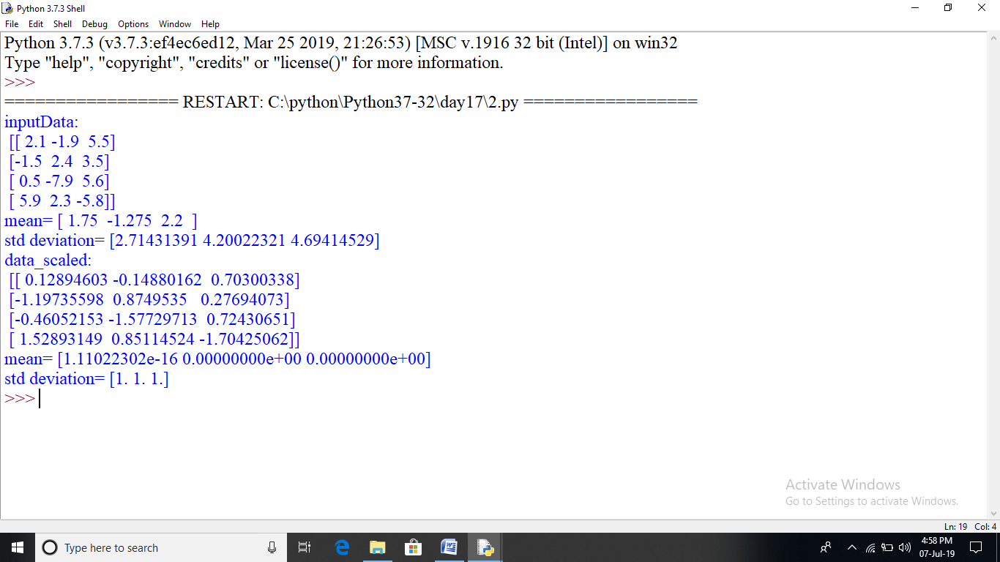 Python 3.7.3 Shell
File Edit Shell Debug Options Window Help
Python 3.7.3 (v3.7.3:ef4ec6ed12, Mar 25 2019, 21:26:53) [MSC v.1916 32 bit (Intel)] on win32
Type "help", "copyright", "credits" or "license()" for more information.
>>>
================= RESTART: C:\python\Python37-32\day17\2.py =================
inputData:
 [[ 2.1 -1.9  5.5]
 [-1.5  2.4  3.5]
 [ 0.5 -7.9  5.6]
 [ 5.9  2.3 -5.8]]
mean= [ 1.75  -1.275  2.2  ]
std deviation= [2.71431391 4.20022321 4.69414529]
data_scaled:
 [[ 0.12894603 -0.14880162  0.70300338]
 [-1.19735598  0.8749535   0.27694073]
 [-0.46052153 -1.57729713  0.72430651]
 [ 1.52893149  0.85114524 -1.70425062]]
mean= [1.11022302e-16 0.00000000e+00 0.00000000e+00]
std deviation= [1. 1. 1.]
>>>
Activate Windows
Go to Settings to activate Windows.
Ln: 19 Col: 4
Type here to search
4:58 PM
07-Jul-19